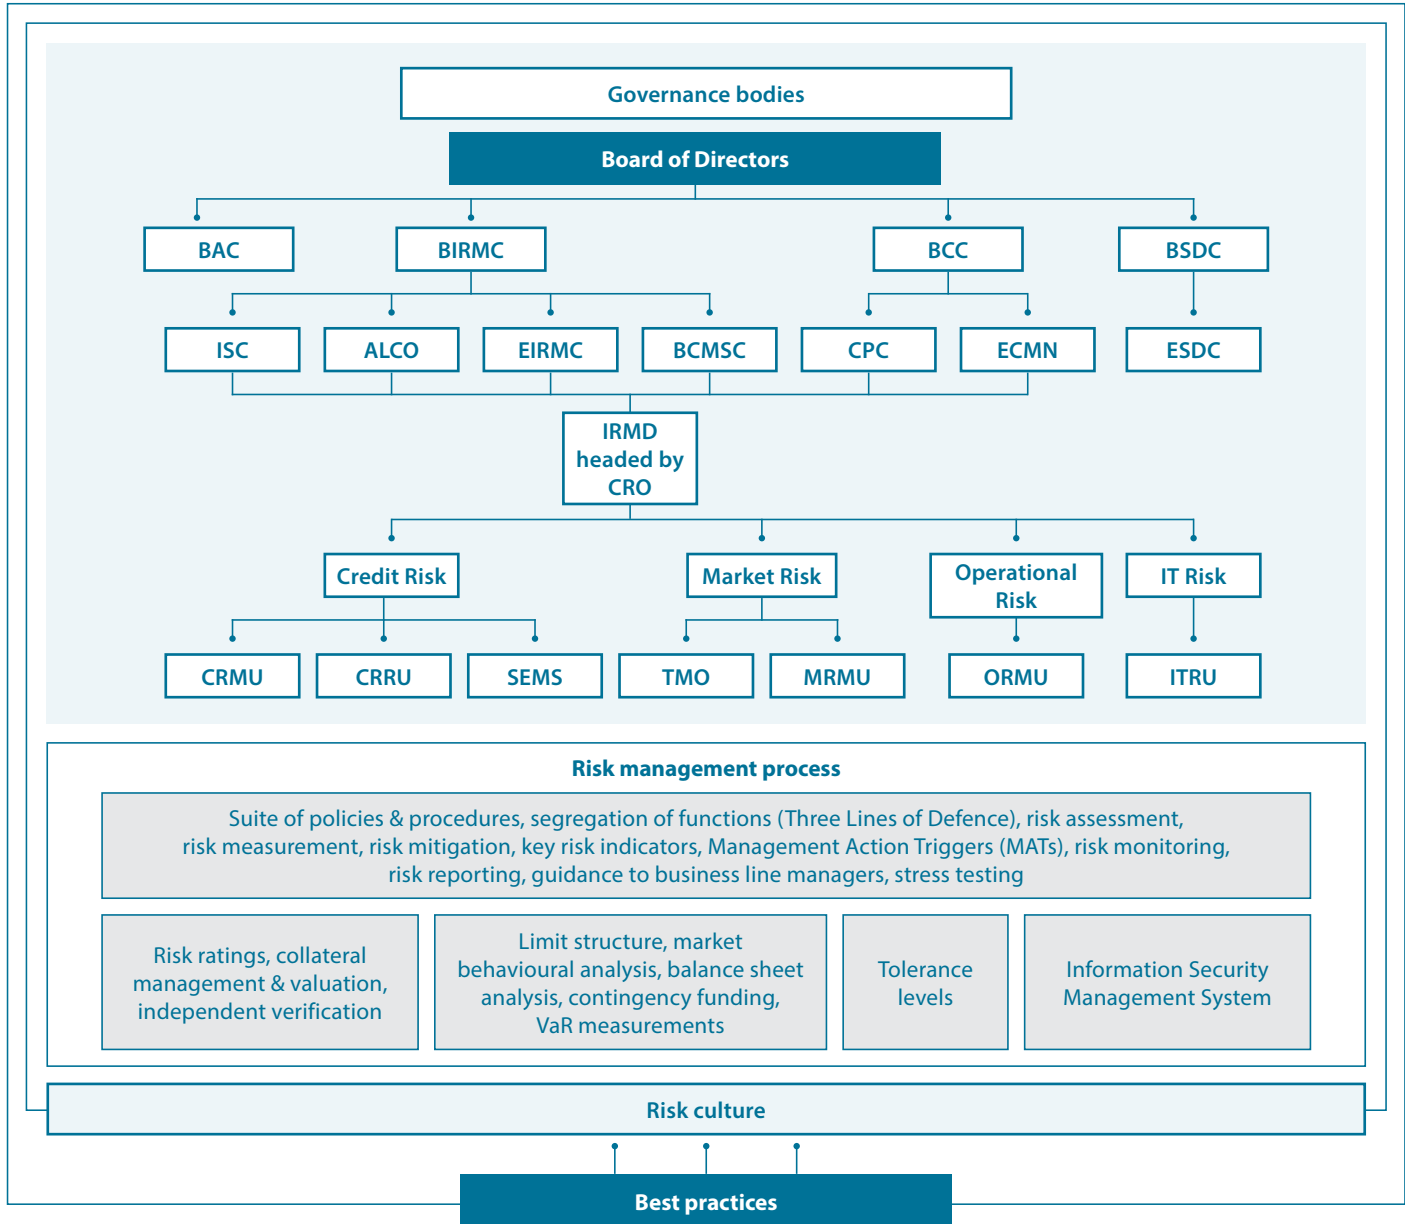 Governance bodies
Board of Directors
BAC
BIRMC
BCC
BSDC
ISC
ALCO
EIRMC
BCMSC
CPC
ECMN
ESDC
IRMD
headed by
CRO
Credit Risk
Market Risk
Operational
Risk
IT Risk
CRMU
CRRU
SEMS
TMO
MRMU
ORMU
ITRU
Risk management process
Suite of policies & procedures, segregation of functions (Three Lines of Defence), risk assessment,
risk measurement, risk mitigation, key risk indicators, Management Action Triggers (MATs), risk monitoring,
risk reporting, guidance to business line managers, stress testing
Risk ratings, collateral
management & valuation,
independent verification
Limit structure, market
behavioural analysis, balance sheet
analysis, contingency funding,
VaR measurements
Tolerance
levels
Information Security
Management System
Risk culture
Best practices